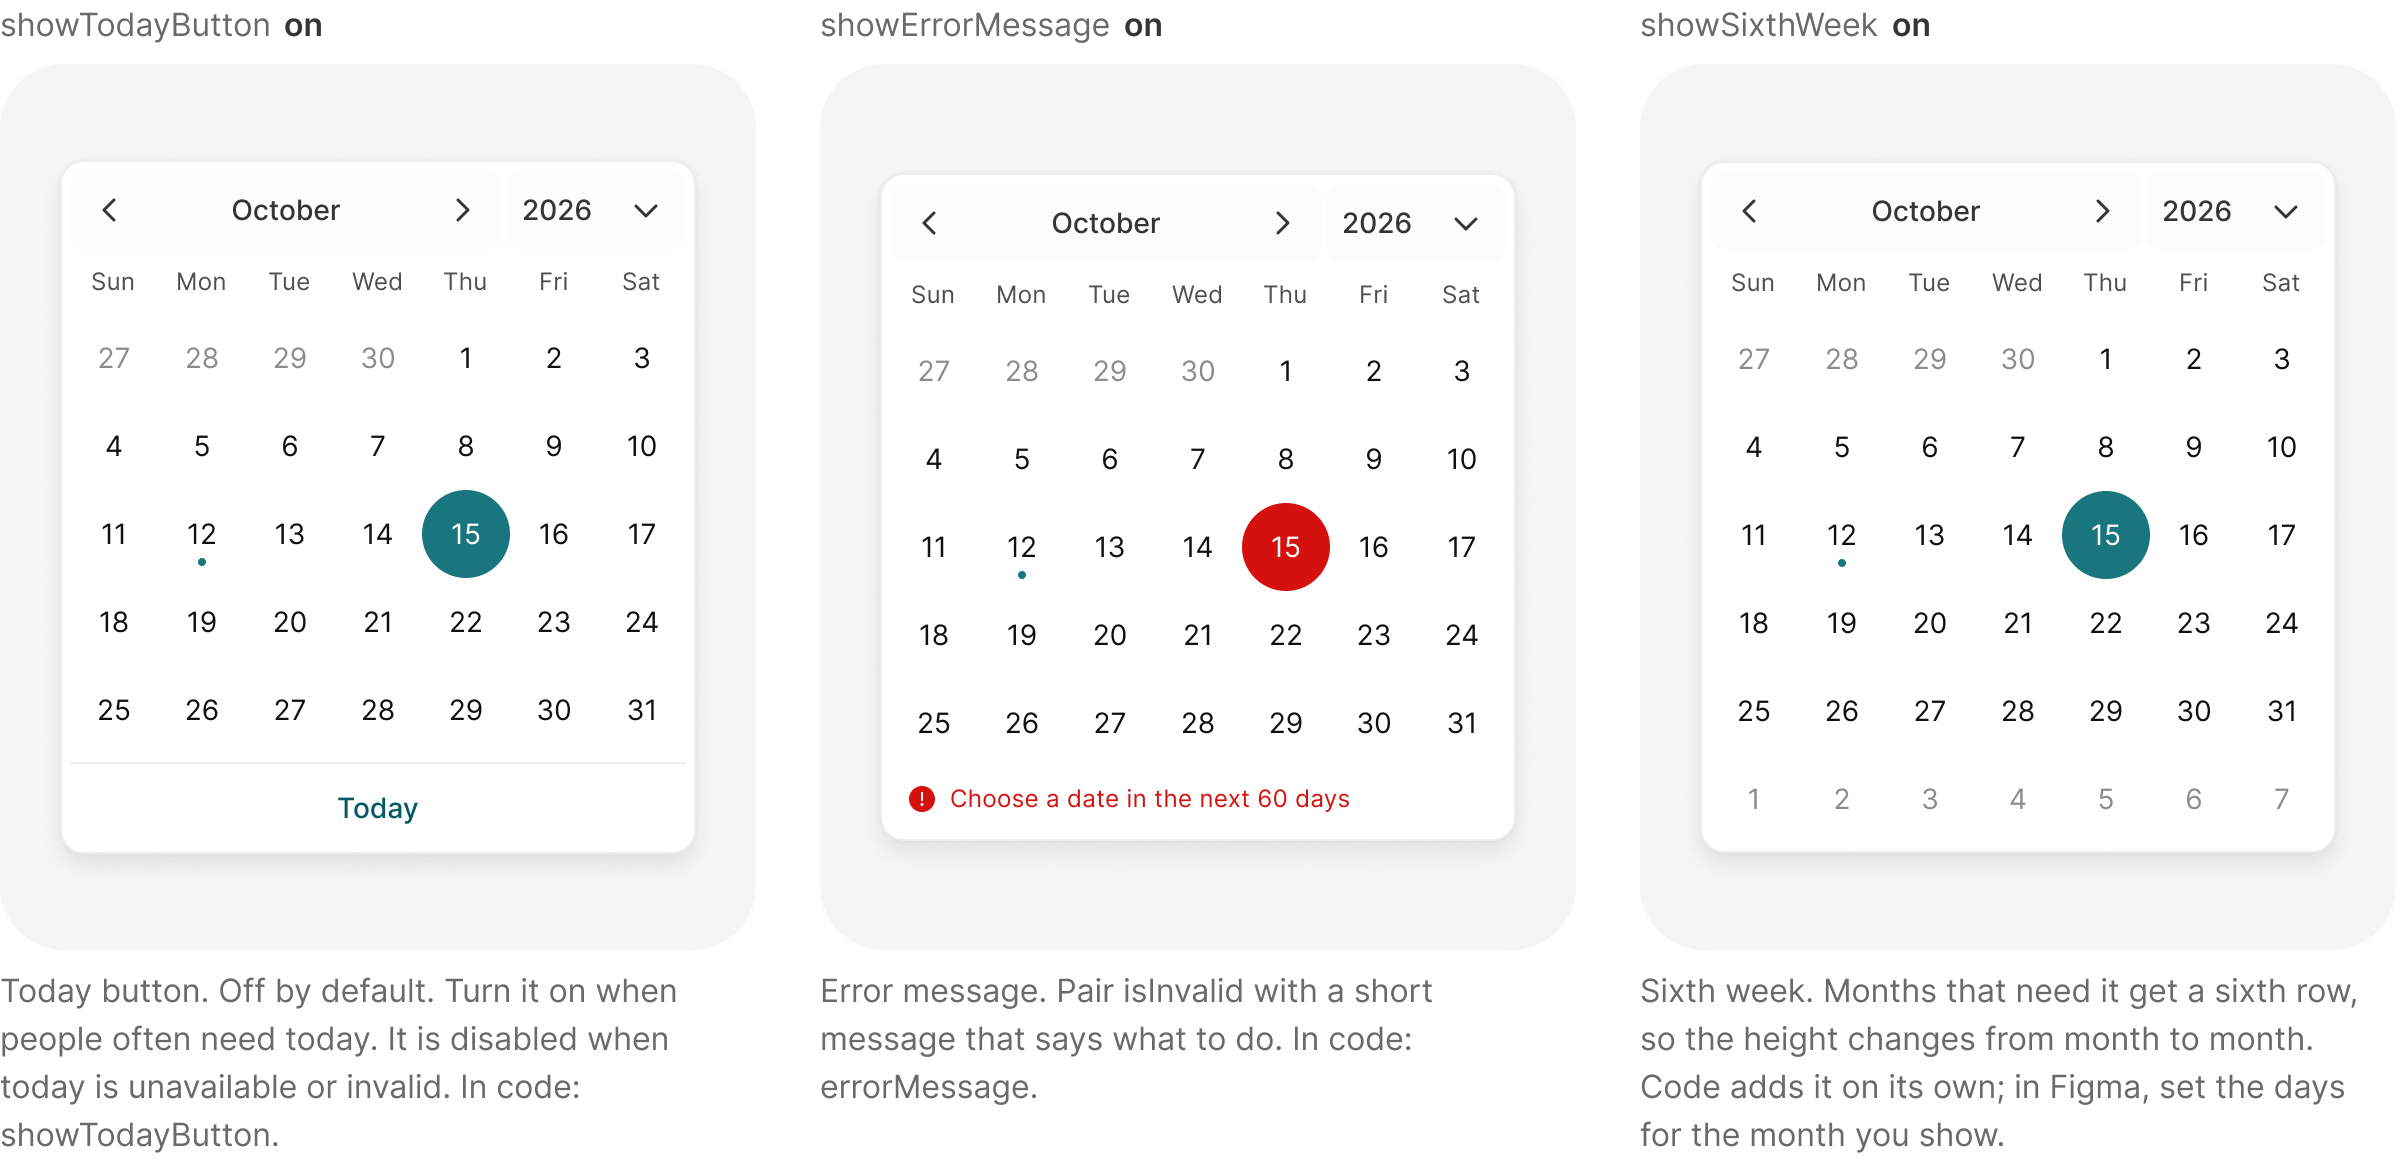 showTodayButton on
October 2026
Sun Mon Tue Wed Thu Fri Sat
27 28 29 30 1 2 3
4 5 6 7 8 9 10
11 12 13 14 15 16 17
18 19 20 21 22 23 24
25 26 27 28 29 30 31
Today
Today button. Off by default. Turn it on when
people often need today. It is disabled when
today is unavailable or invalid. In code:
showTodayButton.
showErrorMessage on
October 2026
Sun Mon Tue Wed Thu Fri Sat
27 28 29 30 1 2 3
4 5 6 7 8 9 10
11 12 13 14 15 16 17
18 19 20 21 22 23 24
25 26 27 28 29 30 31
Choose a date in the next 60 days
Error message. Pair isInvalid with a short
message that says what to do. In code:
errorMessage.
showSixthWeek on
October 2026
Sun Mon Tue Wed Thu Fri Sat
27 28 29 30 1 2 3
4 5 6 7 8 9 10
11 12 13 14 15 16 17
18 19 20 21 22 23 24
25 26 27 28 29 30 31
1 2 3 4 5 6 7
Sixth week. Months that need it get a sixth row,
so the height changes from month to month.
Code adds it on its own; in Figma, set the days
for the month you show.